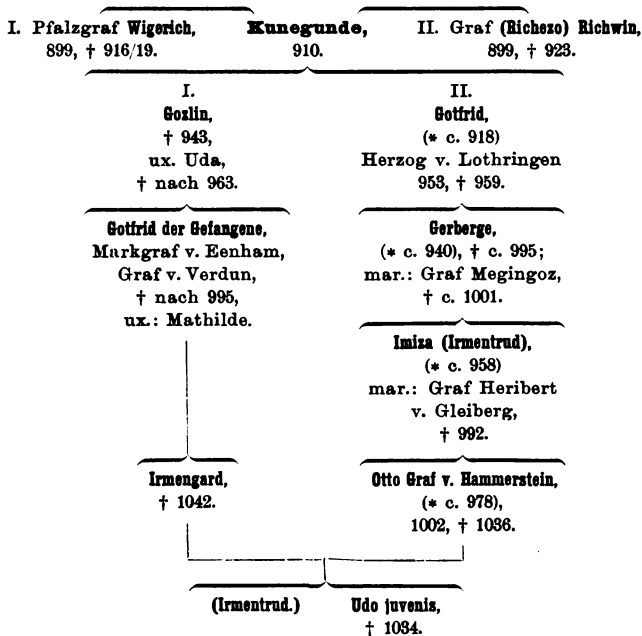 I. Pfalzgraf Wigerich,
899, † 916/19.
Kunegunde,
910.
II. Graf (Richezo) Richwin,
899, † 923.
I.
Gozlin,
† 943,
ux. Uda,
† nach 963.
II.
Gotfrid,
(* c. 918)
Herzog v. Lothringen
953, † 959.
Gotfrid der Gefangene,
Markgraf v. Eenham,
Graf v. Verdun,
† nach 995,
ux.: Mathilde.
Gerberge,
(* c. 940), † c. 995;
mar.: Graf Megingoz,
† c. 1001.
Imiza (Irmentrud),
(* c. 958)
mar.: Graf Heribert
v. Gleiberg,
† 992.
Irmengard,
† 1042.
Otto Graf v. Hammerstein,
(* c. 978),
1002, † 1036.
(Irmentrud.)
Udo juvenis,
† 1034.